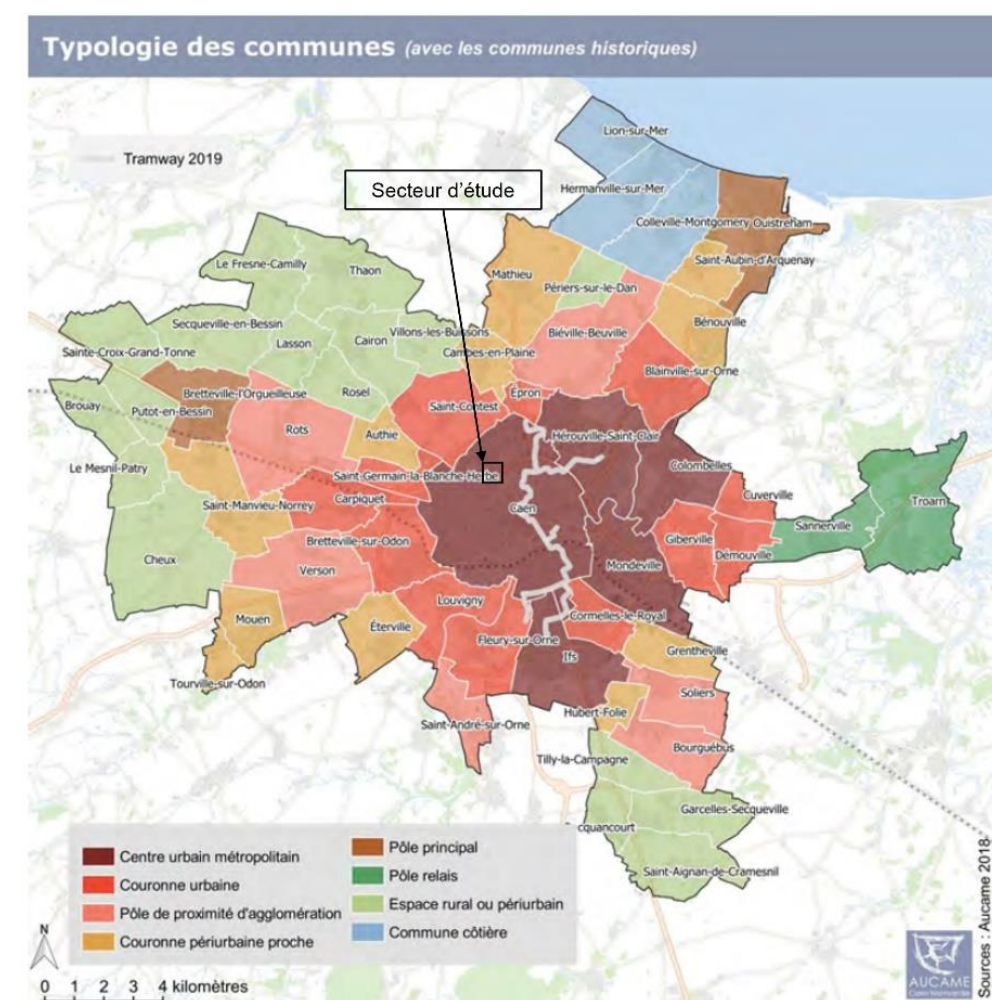 Typologie des communes (avec les communes historiques)
Tramway 2019
Secteur d'étude
Lion-sur-Mer
Hermanville-sur-Mer
Colleville-Montgomery
Ouistreham
Saint-Aubin-d'Arquenay
Mathieu
Périers-sur-le-Dan
Bénouville
Le Fresne-Camilly
Thaon
Secqueville-en-Bessin
Villons-les-Buissons
Biéville-Beuville
Lasson
Cairon
Cambes-en-Plaine
Sainte-Croix-Grand-Tonne
Blainville-sur-Orne
Bretteville-l'Orgueilleuse
Rosel
Épron
Brouay
Putot-en-Bessin
Saint-Contest
Rots
Authie
Hérouville-Saint-Clair
Le Mesnil-Patry
Saint-Germain-la-Blanche-Herbe
Colombelles
Carpiquet
Cuverville
Troarn
Saint-Manvieu-Norrey
Caen
Sannerville
Bretteville-sur-Odon
Giberville
Démouville
Cheux
Verson
Mondeville
Louvigny
Mouen
Éterville
Cormelles-le-Royal
Fleury-sur-Orne
Grentheville
Ifs
Tourville-sur-Odon
Soliers
Saint-André-sur-Orne
Hubert-Folie
Bourguébus
Tilly-la-Campagne
Garcelles-Secqueville
cquancourt
Saint-Aignan-de-Cramesnil
Centre urbain métropolitain
Couronne urbaine
Pôle de proximité d'agglomération
Couronne périurbaine proche
Pôle principal
Pôle relais
Espace rural ou périurbain
Commune côtière
N
0 1 2 3 4 kilomètres
AUCAME
Caen Normandie
Sources : Aucame 2018